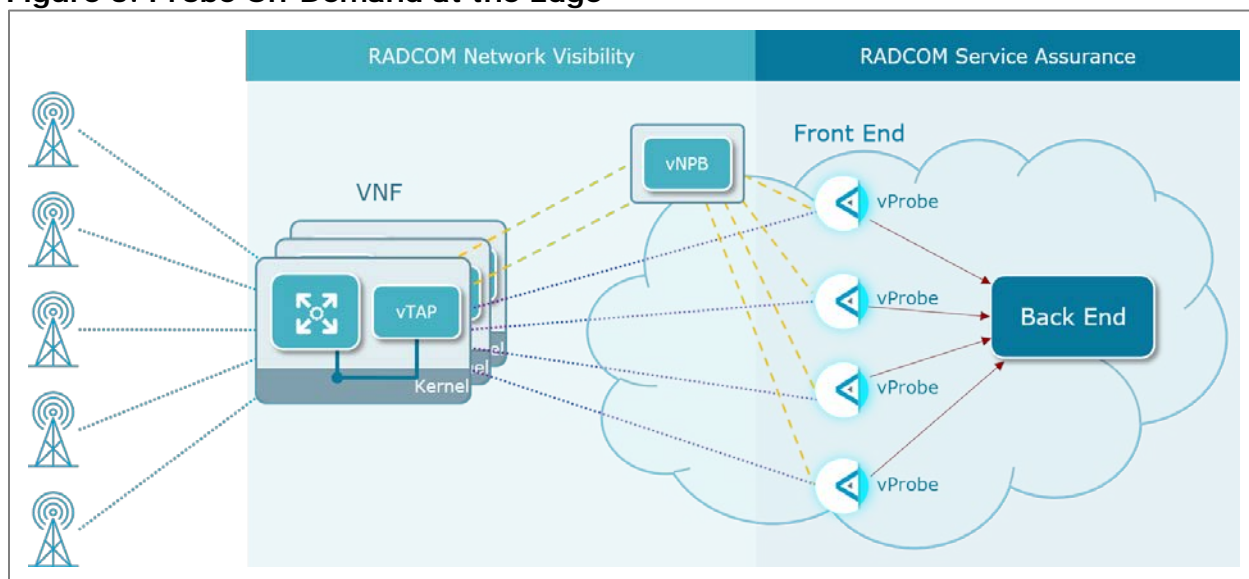 RADCOM Network Visibility
RADCOM Service Assurance
Front End
vNPB
VNF
vProbe
vTAP
vProbe
Back End
vProbe
Kernel
vProbe